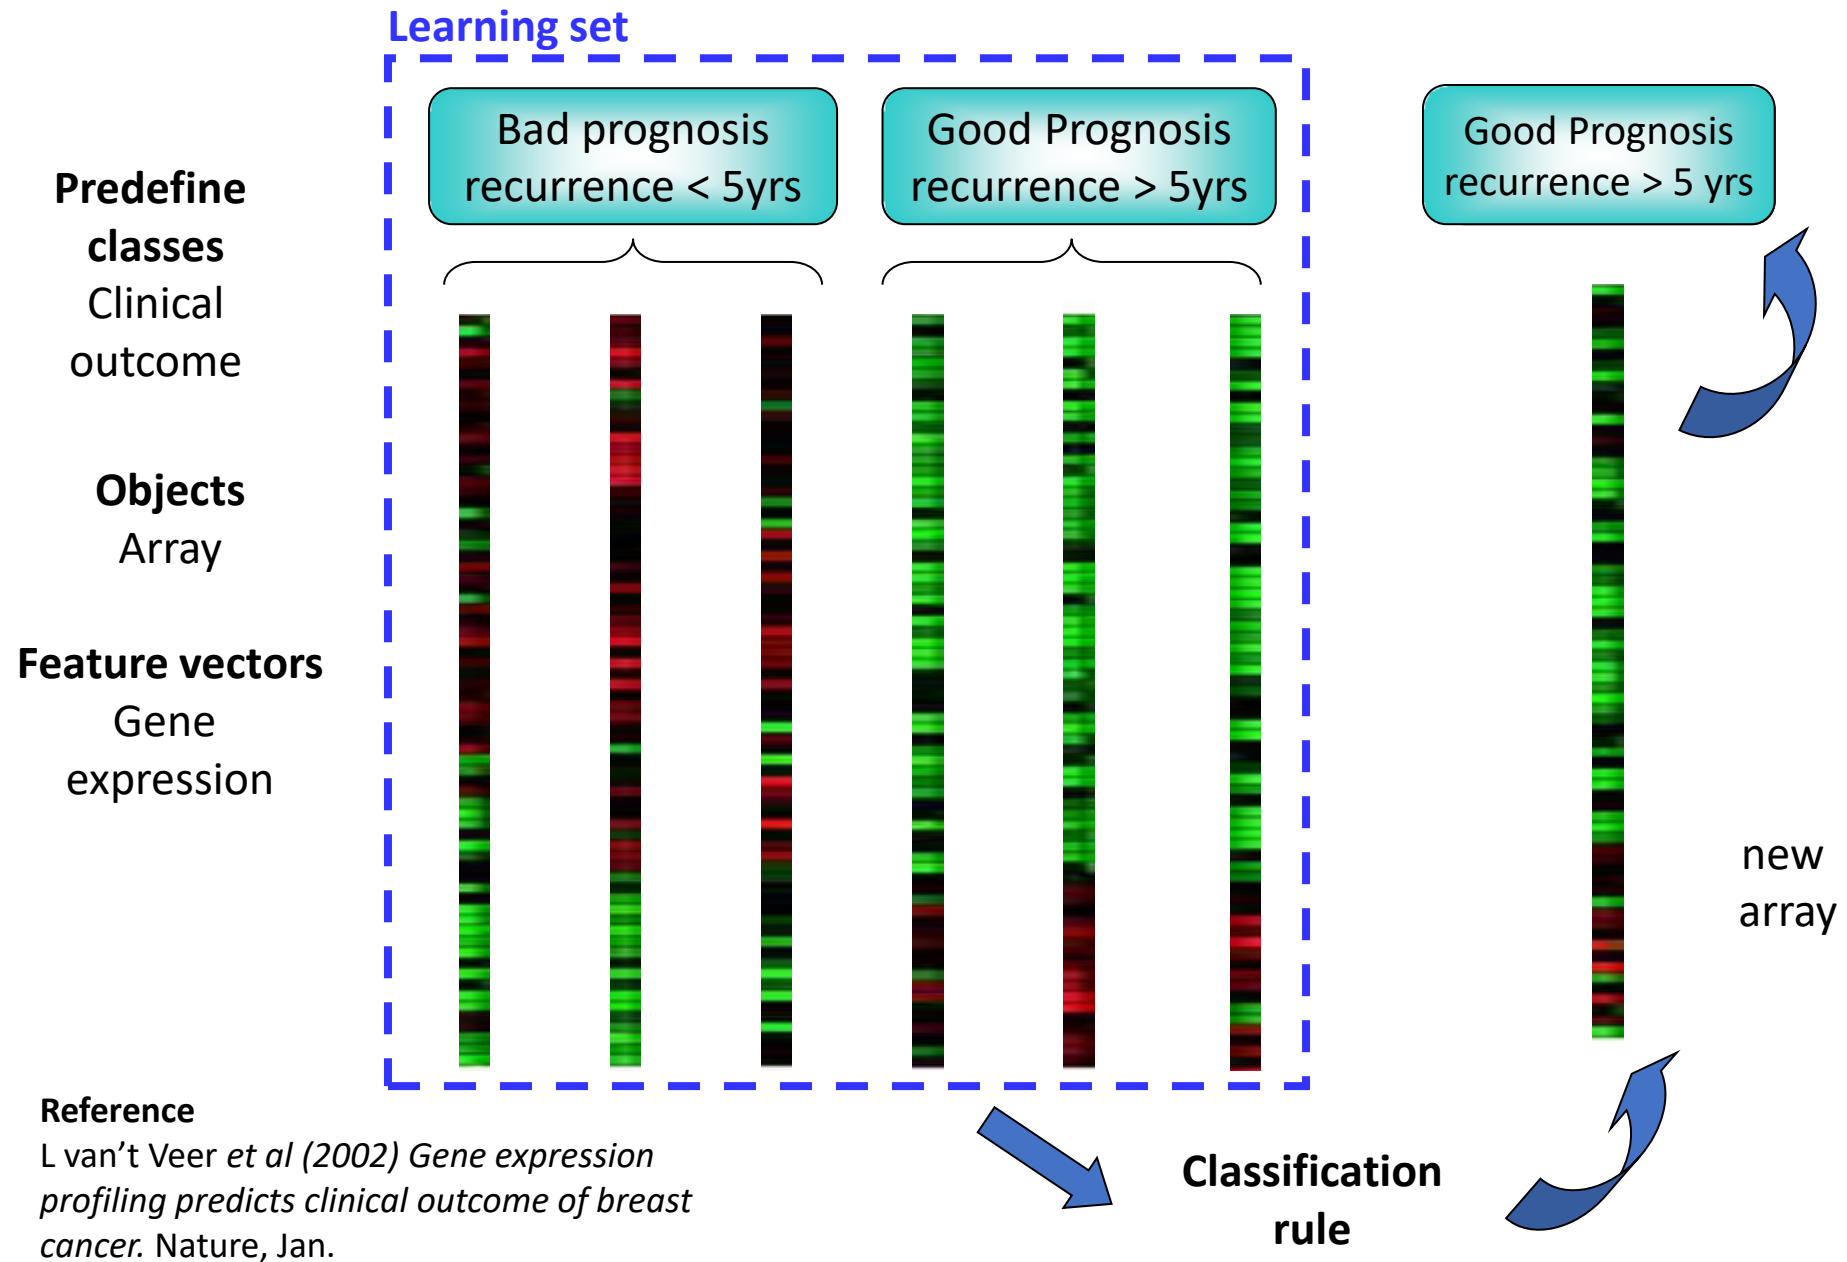 Learning set
Bad prognosis
recurrence < 5yrs
Good Prognosis
recurrence > 5yrs
Good Prognosis
recurrence > 5 yrs
Predefine
classes
Clinical
outcome
Objects
Array
Feature vectors
Gene
expression
new
array
Reference
L van’t Veer et al (2002) Gene expression
profiling predicts clinical outcome of breast
cancer. Nature, Jan.
Classification
rule